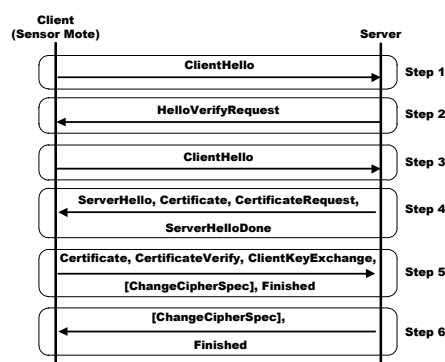 Client
(Sensor Mote)
Server
ClientHello
Step 1
HelloVerifyRequest
Step 2
ClientHello
Step 3
ServerHello, Certificate, CertificateRequest,
ServerHelloDone
Step 4
Certificate, CertificateVerify, ClientKeyExchange,
[ChangeCipherSpec], Finished
Step 5
[ChangeCipherSpec],
Finished
Step 6